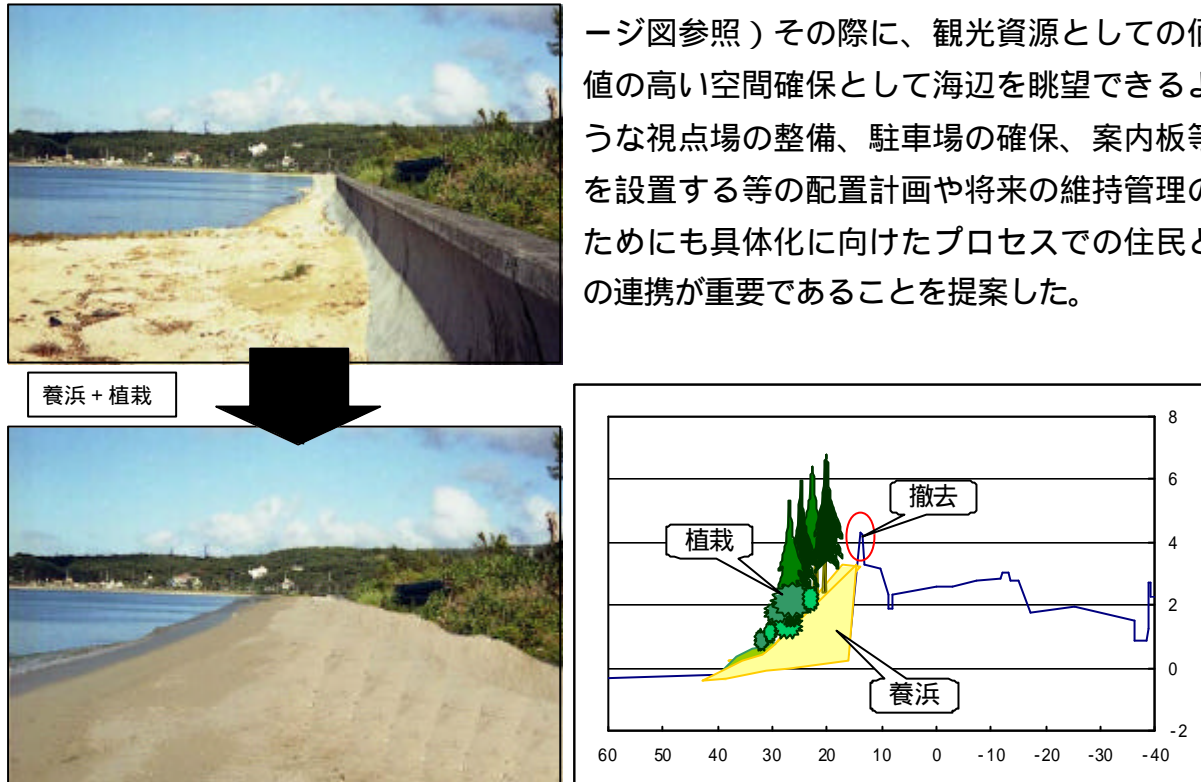 ージ図参照）その際に、観光資源としての価
値の高い空間確保として海辺を眺望できるよ
うな視点場の整備、駐車場の確保、案内板等
を設置する等の配置計画や将来の維持管理の
ためにも具体化に向けたプロセスでの住民と
の連携が重要であることを提案した。
養浜＋植栽
撤去
植栽
養浜
8
6
4
2
0
-2
60 50 40 30 20 10 0 -10 -20 -30 -40